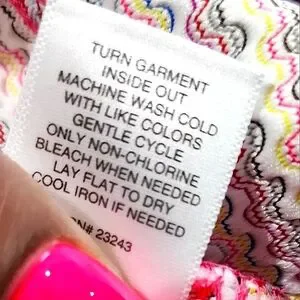 TURN GARMENT
INSIDE OUT
MACHINE WASH COLD
WITH LIKE COLORS
GENTLE CYCLE
ONLY NON-CHLORINE
BLEACH WHEN NEEDED
LAY FLAT TO DRY
COOL IRON IF NEEDED
23243